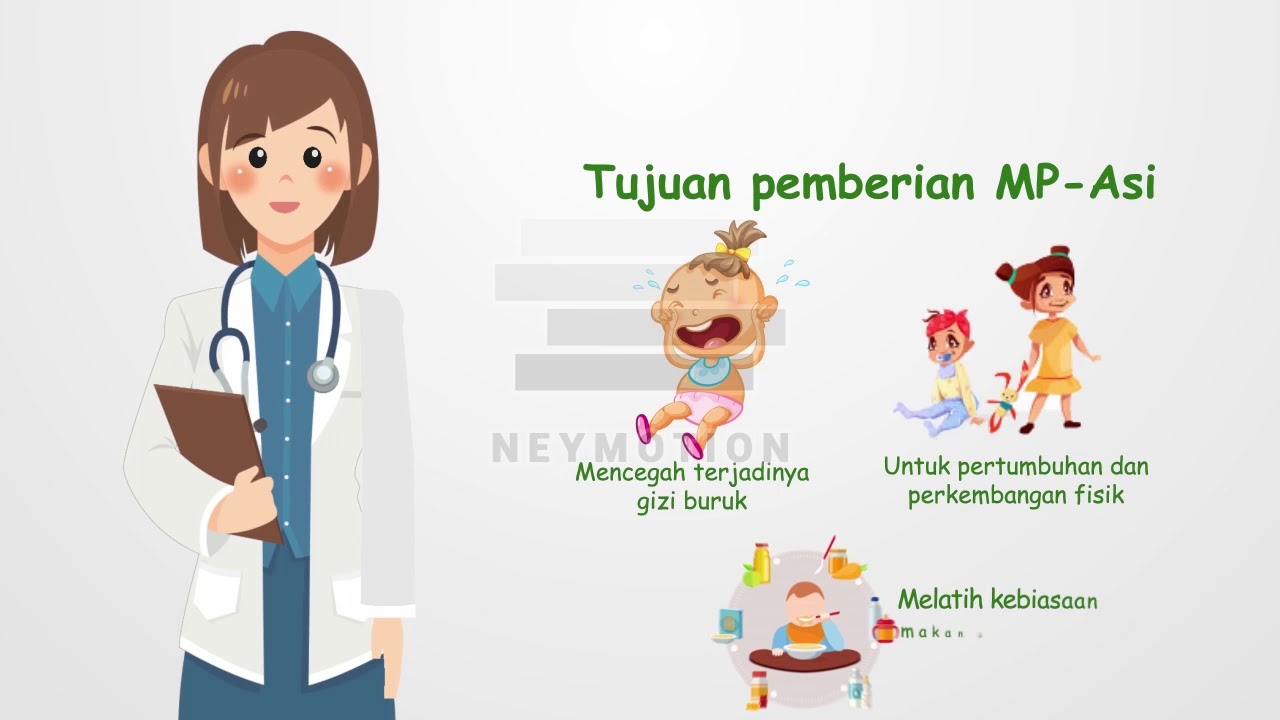 Tujuan pemberian MP-Asi
NEYMOTION
Mencegah terjadinya
gizi buruk
Untuk pertumbuhan dan
perkembangan fisik
Melatih kebiasaan
makan